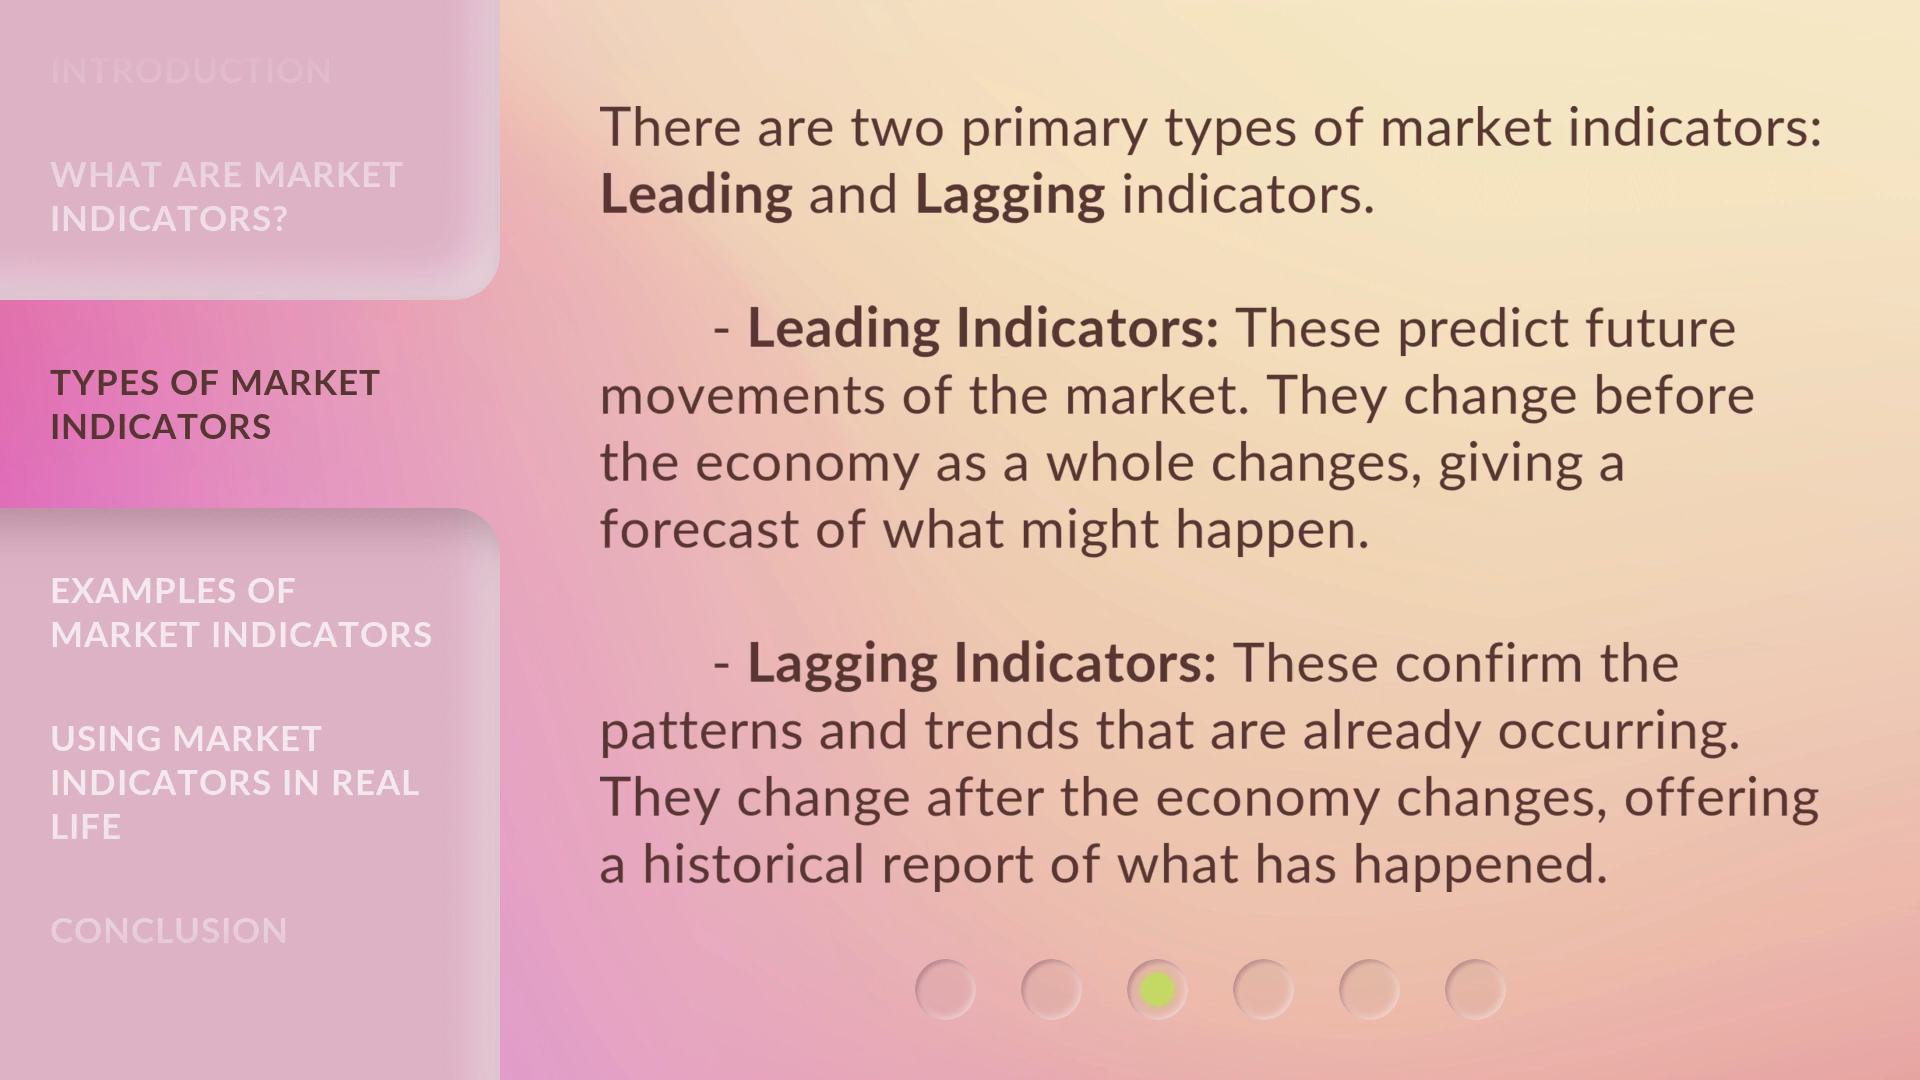 INTRODUCTION
WHAT ARE MARKET
INDICATORS?
TYPES OF MARKET
INDICATORS
EXAMPLES OF
MARKET INDICATORS
USING MARKET
INDICATORS IN REAL
LIFE
CONCLUSION
There are two primary types of market indicators:
Leading and Lagging indicators.
- Leading Indicators: These predict future
movements of the market. They change before
the economy as a whole changes, giving a
forecast of what might happen.
- Lagging Indicators: These confirm the
patterns and trends that are already occurring.
They change after the economy changes, offering
a historical report of what has happened.